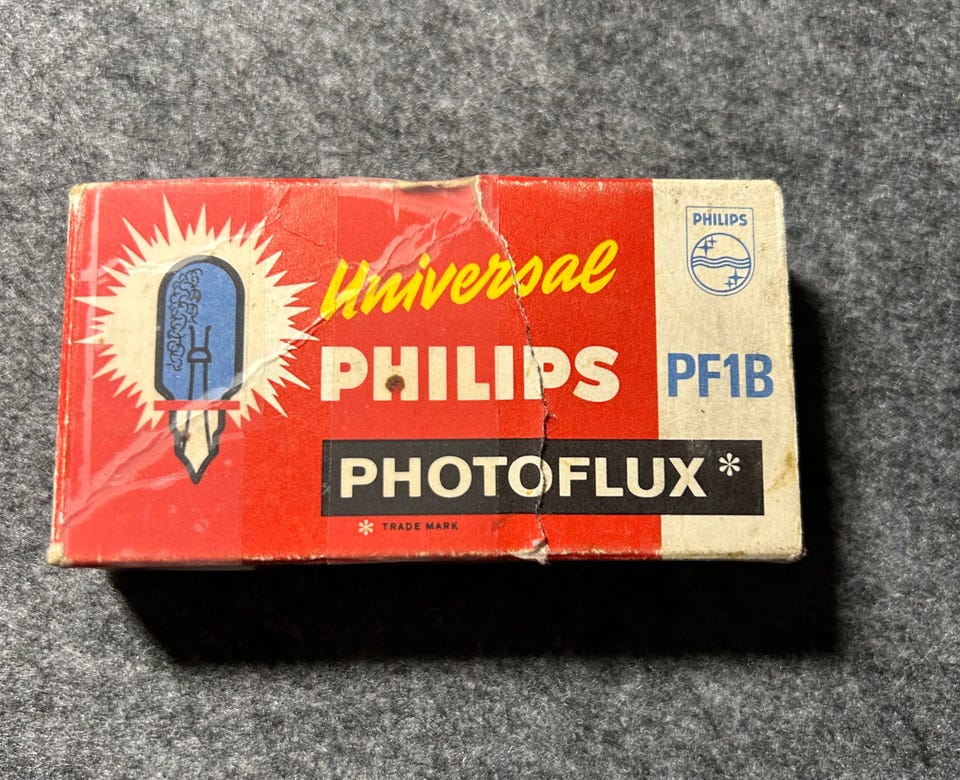 Universal
PHILIPS
PHOTOFLUX*
* TRADE MARK
PHILIPS
PF1B